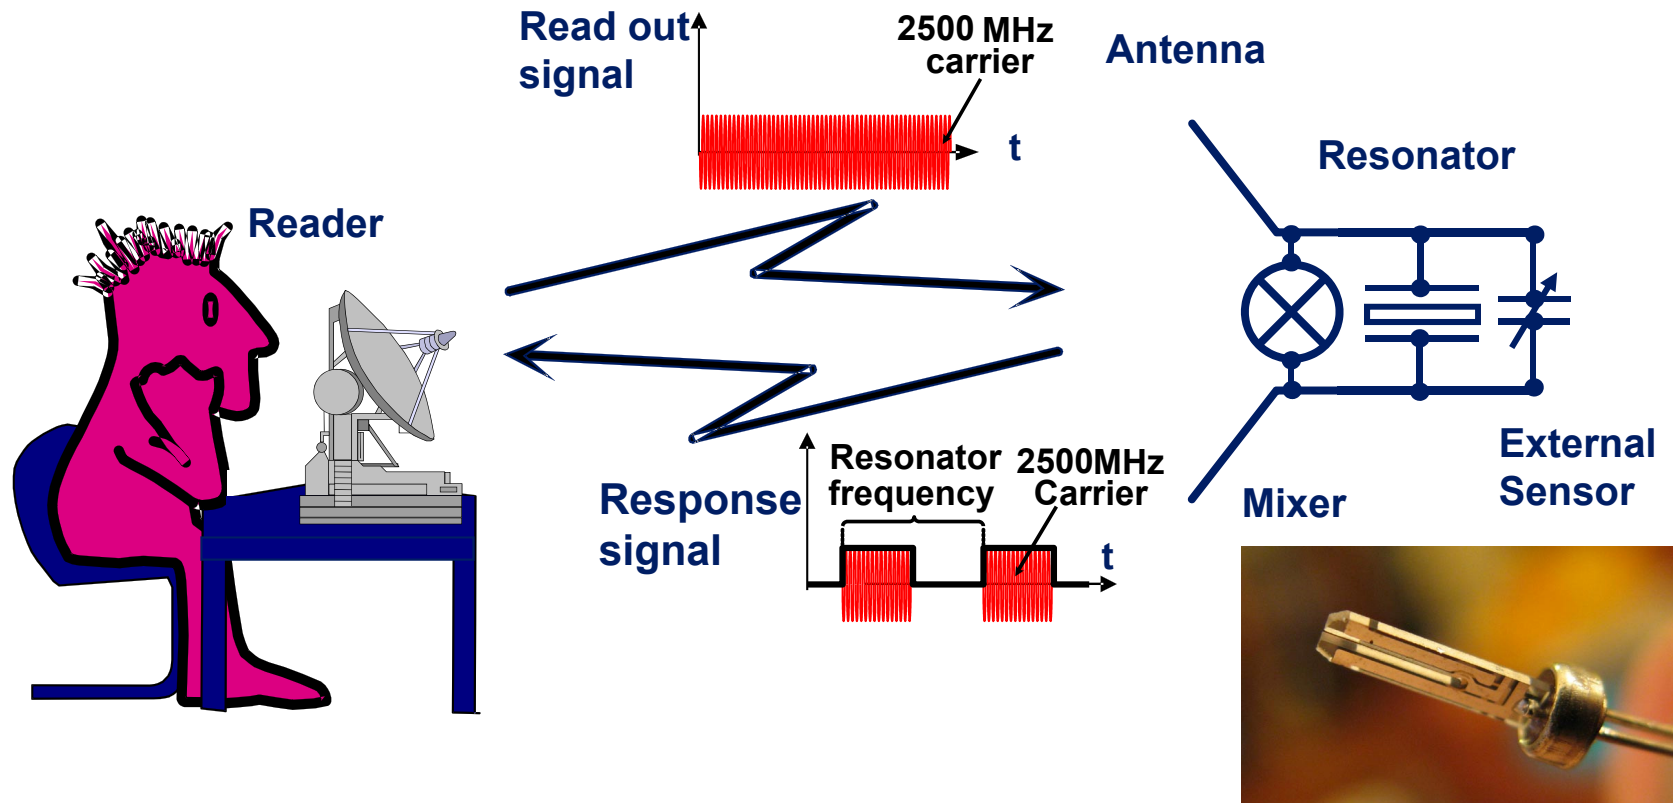 Read out
signal
2500 MHz
carrier
t
Antenna
Resonator
Reader
Resonator
frequency
2500MHz
Carrier
t
Response
signal
Mixer
External
Sensor